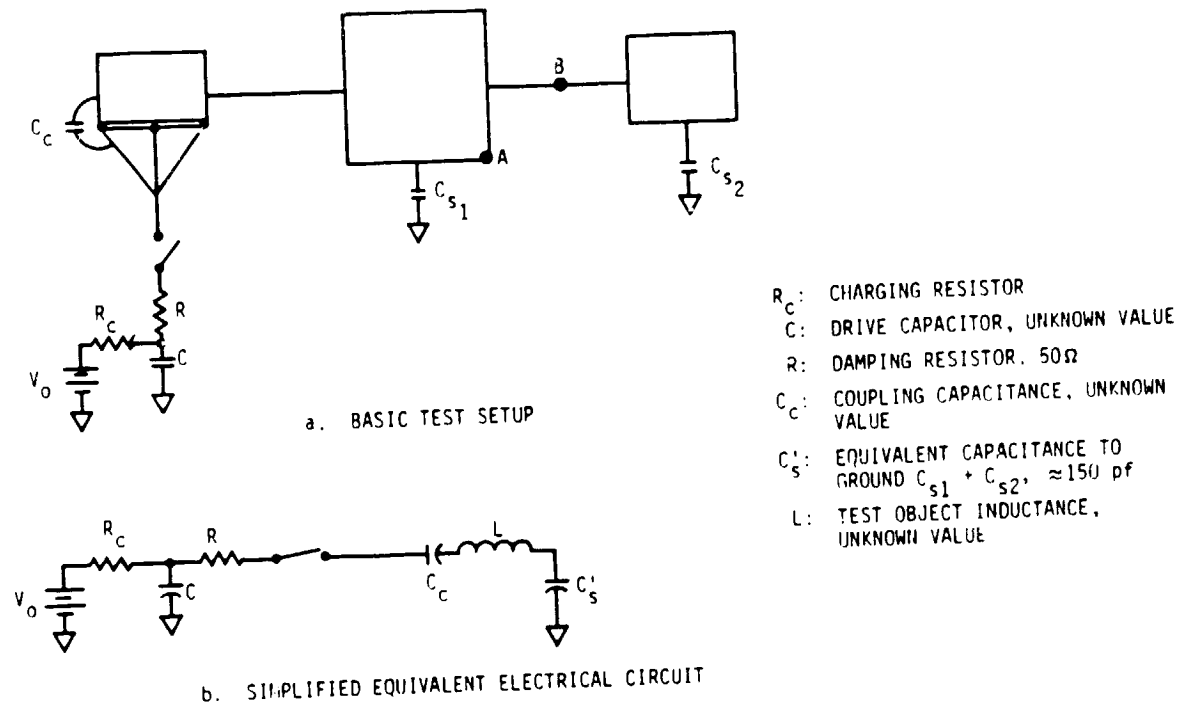 B
C_c
A
C_s1
C_s2
R
R_c
C
V_o
a. BASIC TEST SETUP
R_c: CHARGING RESISTOR
C: DRIVE CAPACITOR, UNKNOWN VALUE
R: DAMPING RESISTOR. 50Ω
C_c: COUPLING CAPACITANCE, UNKNOWN
VALUE
C's: EQUIVALENT CAPACITANCE TO
GROUND C_s1 + C_s2, ≈150 pf
L: TEST OBJECT INDUCTANCE,
UNKNOWN VALUE
R_c
R
L
V_o
C
C_c
C's
b. SIMPLIFIED EQUIVALENT ELECTRICAL CIRCUIT